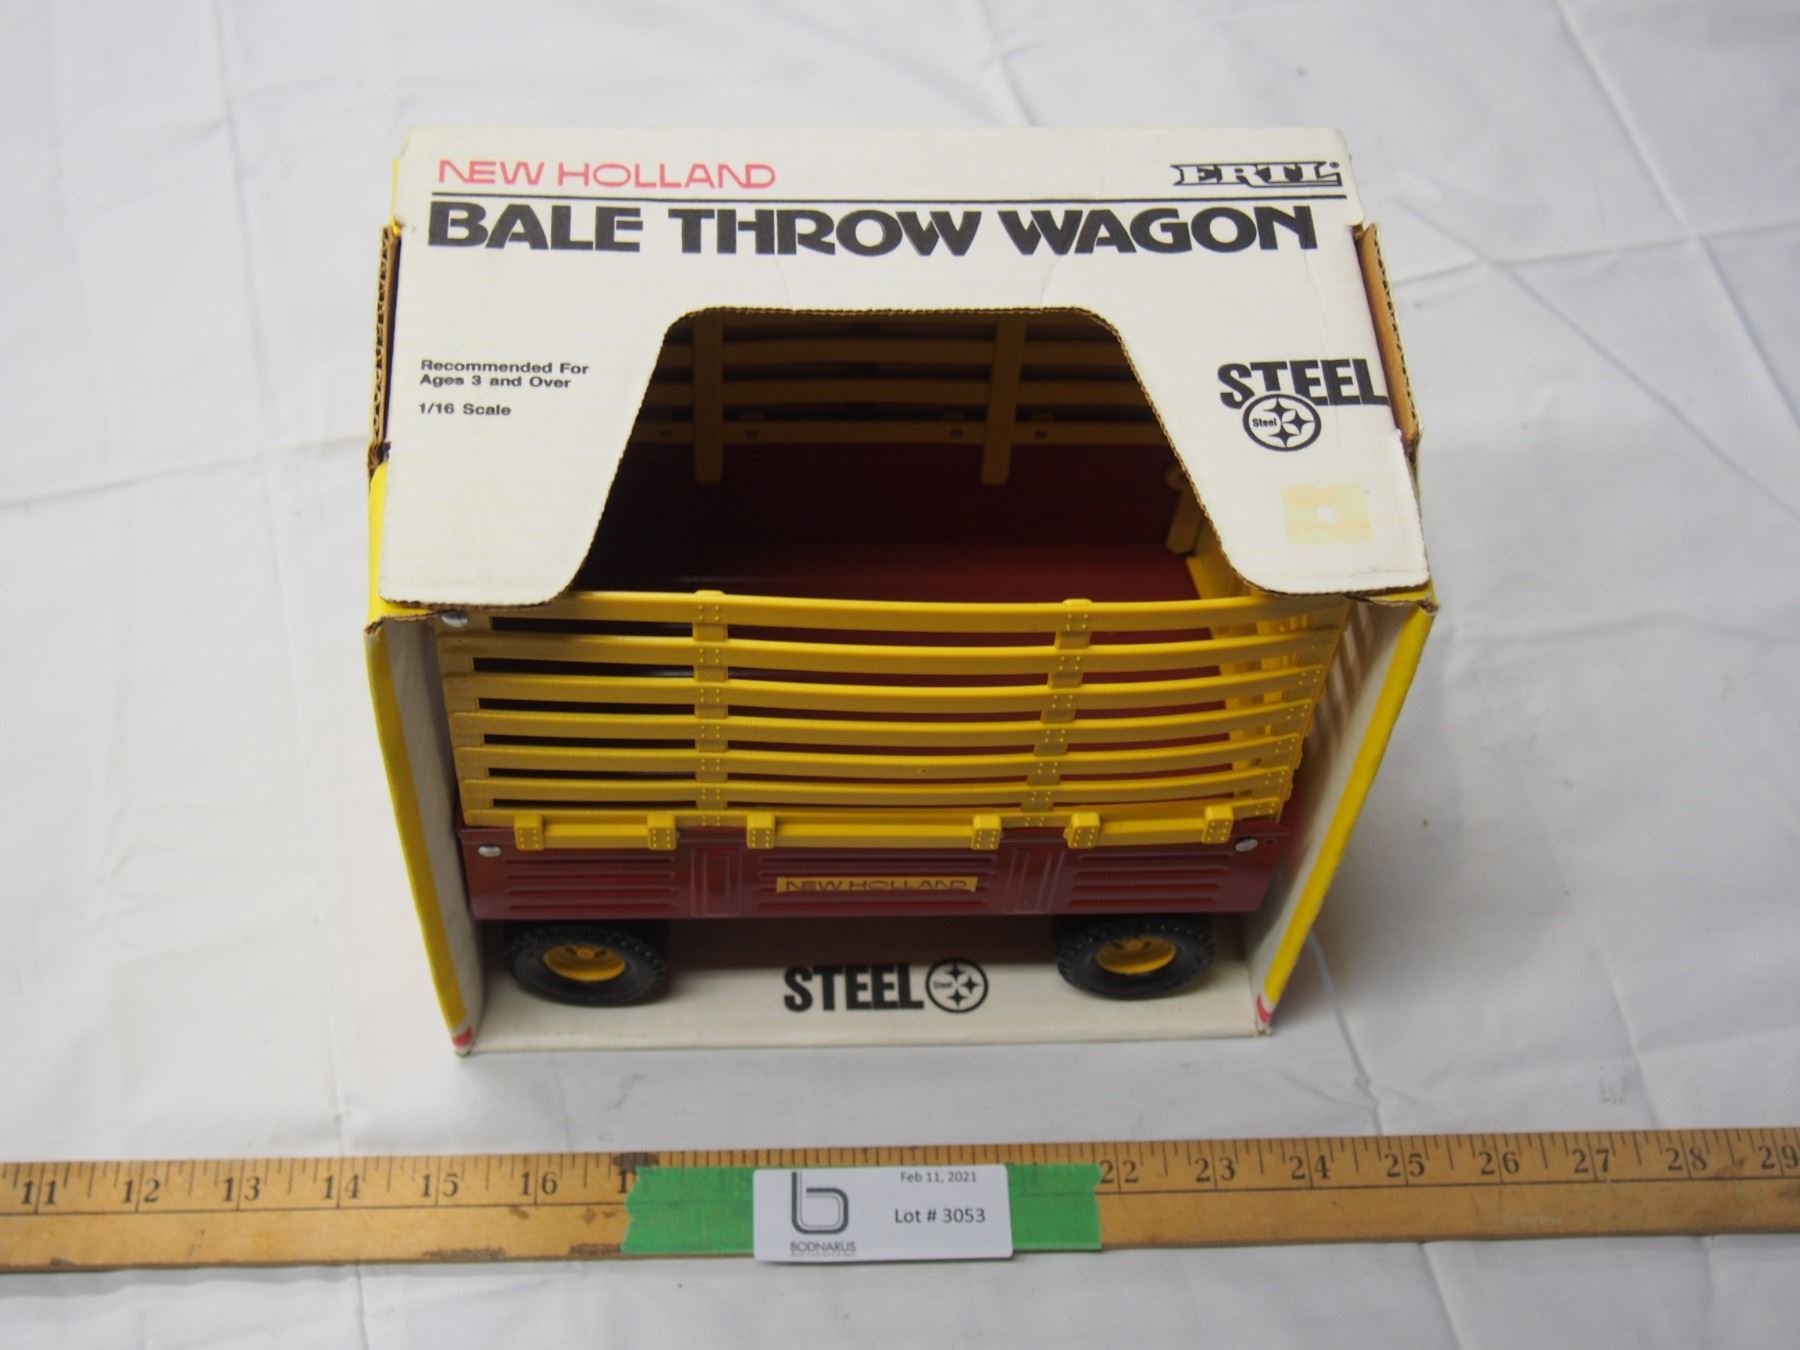 NEW HOLLAND
ERTL
BALE THROW WAGON
Recommended For
Ages 3 and Over
1/16 Scale
STEEL
Steel
NEW HOLLAND
STEEL
Steel
11 12 13 14 15 16 1 22 23 24 25 26 27 28 29
Feb 11, 2021
Lot # 3053
BODNARUS